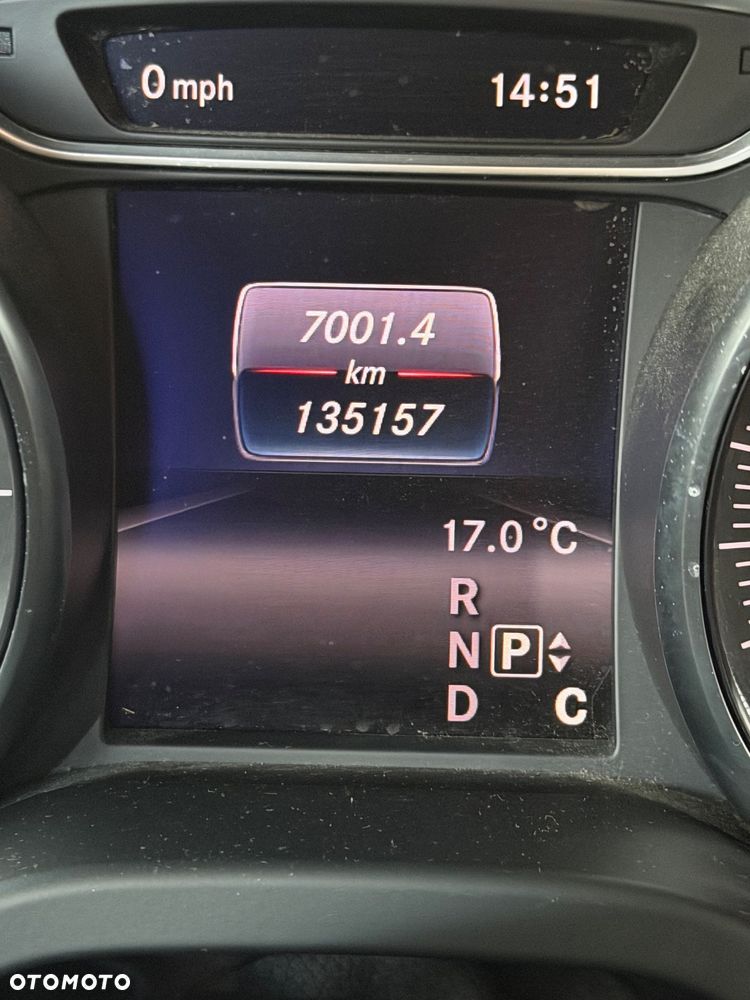 0 mph 14:51
7001.4
km
135157
17.0 °C
R
N P
D C
OTOMOTO